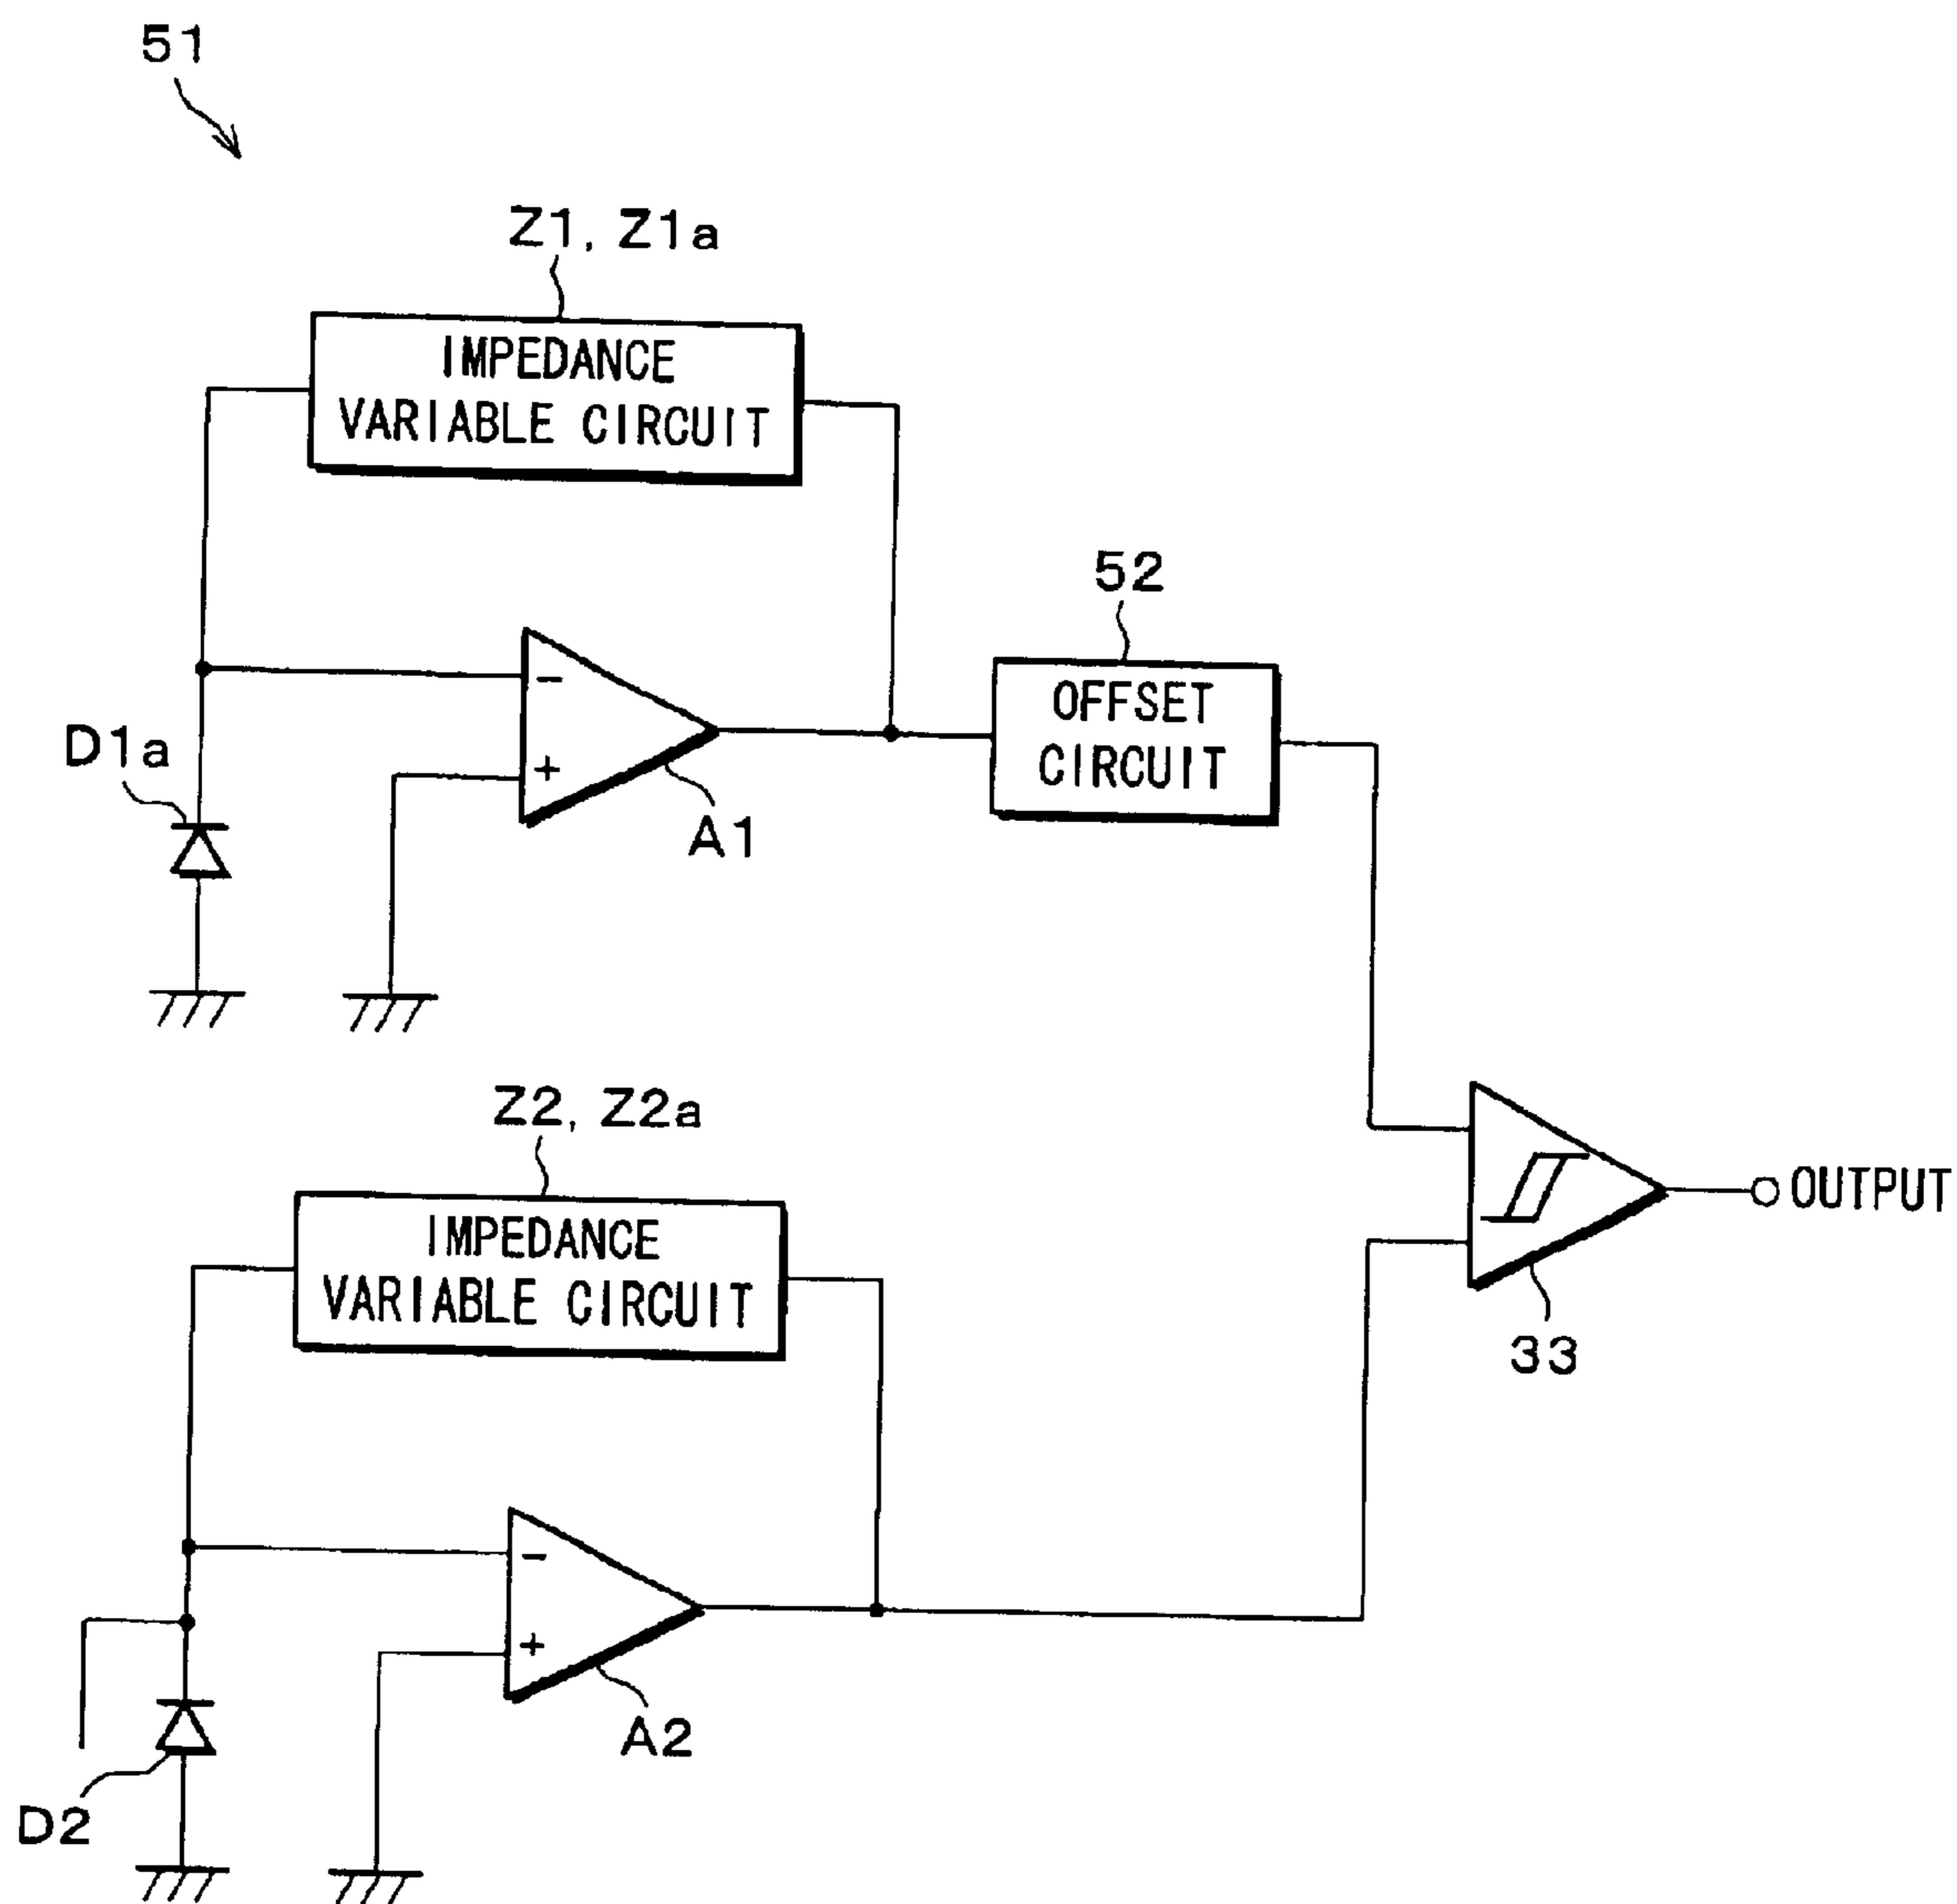 51
Z1, Z1a
IMPEDANCE
VARIABLE CIRCUIT
52
OFFSET
CIRCUIT
D1a
−
+
A1
Z2, Z2a
IMPEDANCE
VARIABLE CIRCUIT
OUTPUT
33
−
+
A2
D2